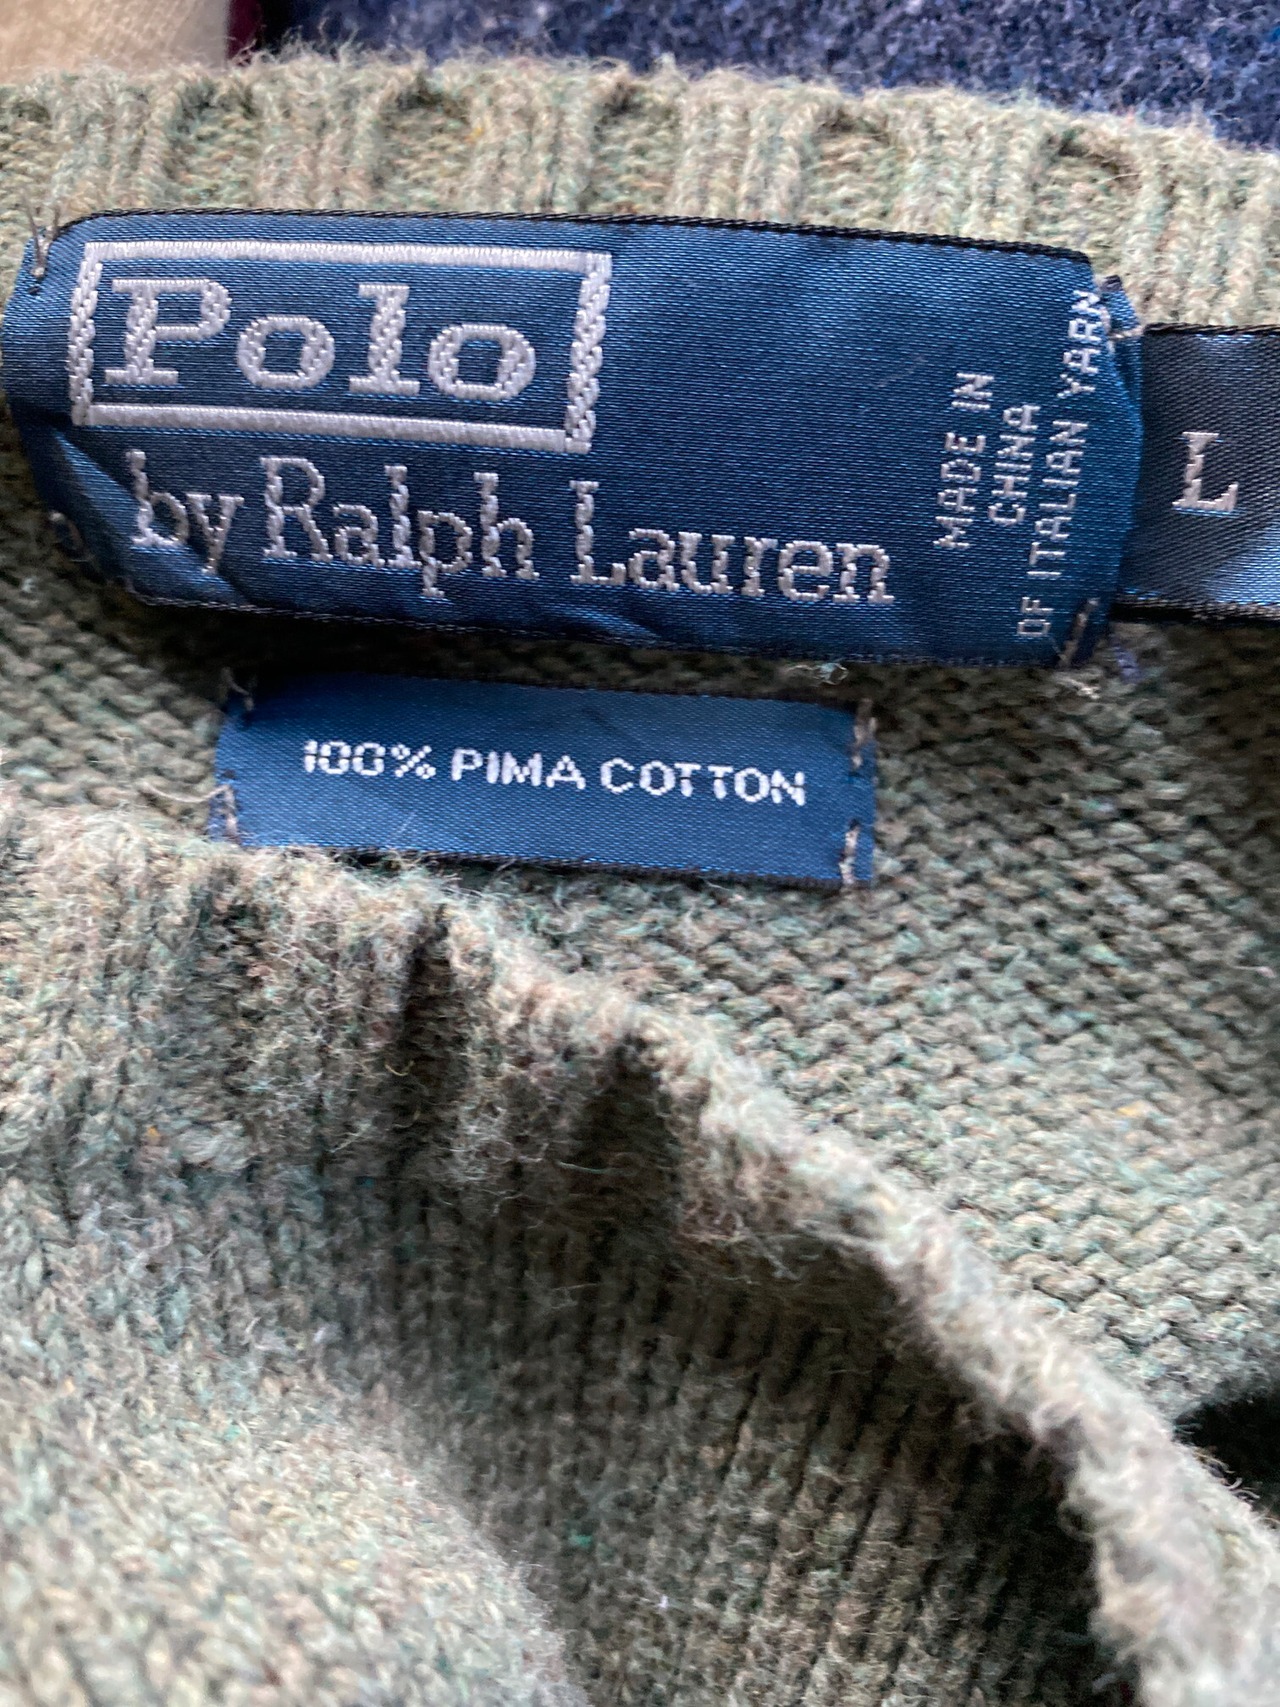 Polo
by Ralph Lauren
MADE IN
CHINA
OF ITALIAN YARN
L
100% PIMA COTTON